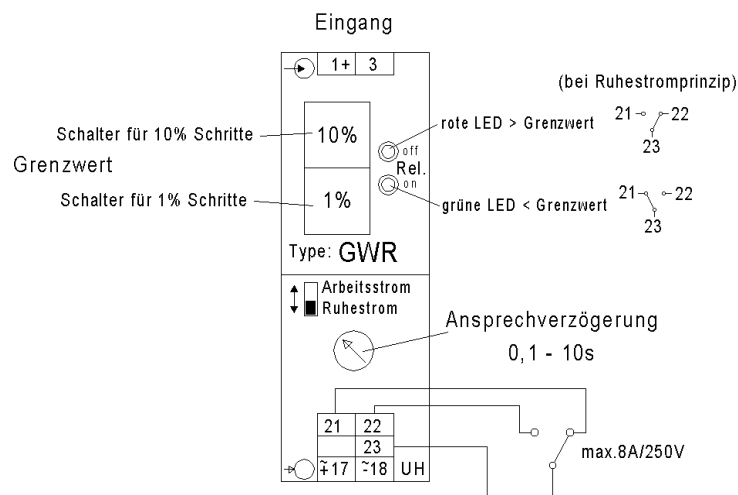 Eingang
1+ 3
(bei Ruhestromprinzip)
21 22
23
rote LED > Grenzwert
Schalter für 10% Schritte
10%
off
Rel.
on
Grenzwert
Schalter für 1% Schritte
1%
21 22
23
grüne LED < Grenzwert
Type: GWR
Arbeitsstrom
Ruhestrom
Ansprechverzögerung
0,1 - 10s
21 22
23
≂+17 ≂-18 UH
max.8A/250V